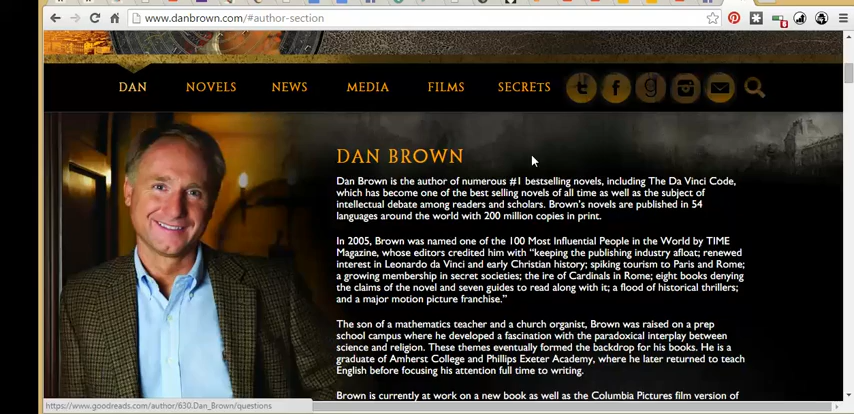 www.danbrown.com/#author-section
DAN NOVELS NEWS MEDIA FILMS SECRETS
DAN BROWN
Dan Brown is the author of numerous #1 bestselling novels, including The Da Vinci Code,
which has become one of the best selling novels of all time as well as the subject of
intellectual debate among readers and scholars. Brown's novels are published in 54
languages around the world with 200 million copies in print.
In 2005, Brown was named one of the 100 Most Influential People in the World by TIME
Magazine, whose editors credited him with “keeping the publishing industry afloat; renewed
interest in Leonardo da Vinci and early Christian history; spiking tourism to Paris and Rome;
a growing membership in secret societies; the ire of Cardinals in Rome; eight books denying
the claims of the novel and seven guides to read along with it; a flood of historical thrillers;
and a major motion picture franchise.”
The son of a mathematics teacher and a church organist, Brown was raised on a prep
school campus where he developed a fascination with the paradoxical interplay between
science and religion. These themes eventually formed the backdrop for his books. He is a
graduate of Amherst College and Phillips Exeter Academy, where he later returned to teach
English before focusing his attention full time to writing.
Brown is currently at work on a new book as well as the Columbia Pictures film version of
https://www.goodreads.com/author/630.Dan_Brown/questions